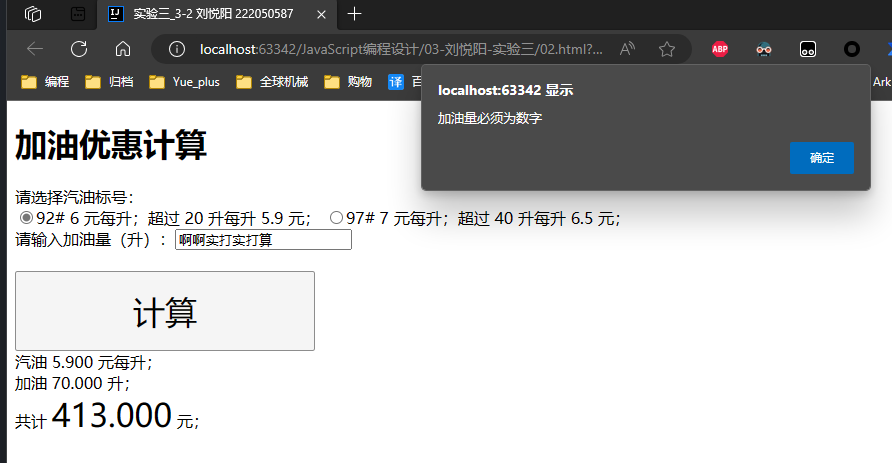 实验三_3-2 刘悦阳 222050587
localhost:63342/JavaScript编程设计/03-刘悦阳-实验三/02.html?...
ABP
编程 归档 Yue_plus 全球机械 购物 译 百
Ark
localhost:63342 显示
加油量必须为数字
确定
加油优惠计算
请选择汽油标号：
92# 6 元每升；超过 20 升每升 5.9 元； 97# 7 元每升；超过 40 升每升 6.5 元；
请输入加油量（升）：啊啊实打实打算
计算
汽油 5.900 元每升；
加油 70.000 升；
共计 413.000 元；